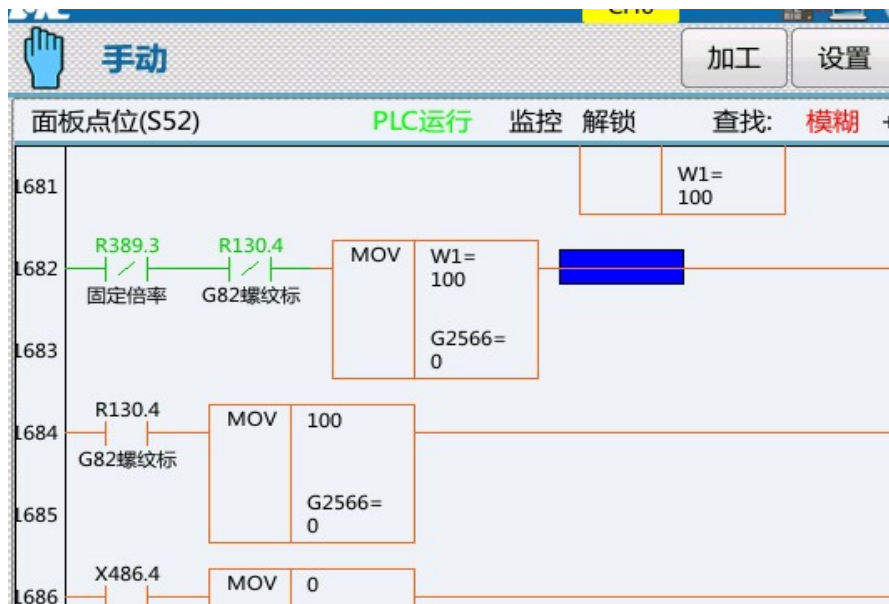 手动
加工
设置
面板点位(S52)
PLC运行
监控
解锁
查找:
模糊
1681
W1=
100
1682
R389.3
固定倍率
R130.4
G82螺纹标
MOV
W1=
100
1683
G2566=
0
1684
R130.4
G82螺纹标
MOV
100
1685
G2566=
0
1686
X486.4
MOV
0